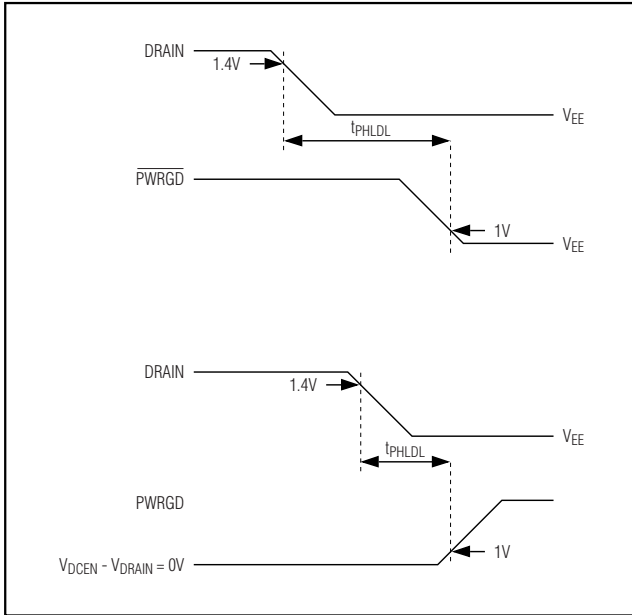 DRAIN
1.4V
VEE
tPHLDL
PWRGD
1V
VEE
DRAIN
1.4V
VEE
tPHLDL
PWRGD
1V
VDCEN - VDRAIN = 0V